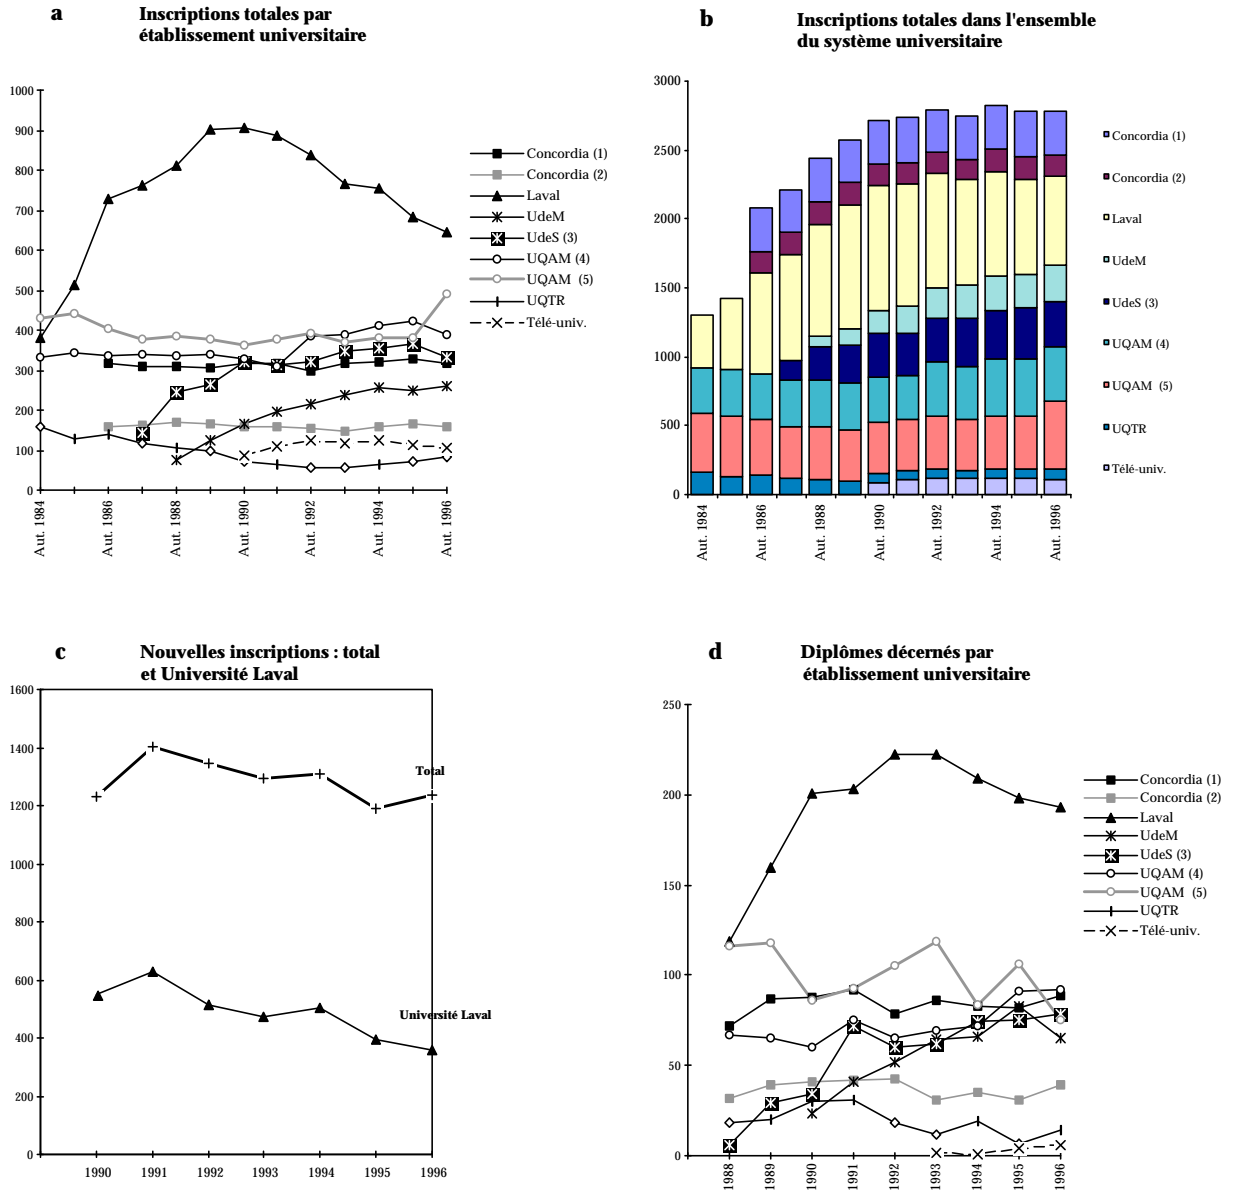 a
Inscriptions totales par
établissement universitaire
1000
900
800
700
600
500
400
300
200
100
0
Aut. 1984
Aut. 1986
Aut. 1988
Aut. 1990
Aut. 1992
Aut. 1994
Aut. 1996
Concordia (1)
Concordia (2)
Laval
UdeM
UdeS (3)
UQAM (4)
UQAM (5)
UQTR
Télé-univ.
b
Inscriptions totales dans l'ensemble
du système universitaire
3000
2500
2000
1500
1000
500
0
Aut. 1984
Aut. 1986
Aut. 1988
Aut. 1990
Aut. 1992
Aut. 1994
Aut. 1996
Concordia (1)
Concordia (2)
Laval
UdeM
UdeS (3)
UQAM (4)
UQAM (5)
UQTR
Télé-univ.
c
Nouvelles inscriptions : total
et Université Laval
1600
1400
1200
1000
800
600
400
200
0
Total
Université Laval
1990
1991
1992
1993
1994
1995
1996
d
Diplômes décernés par
établissement universitaire
250
200
150
100
50
0
1988
1989
1990
1991
1992
1993
1994
1995
1996
Concordia (1)
Concordia (2)
Laval
UdeM
UdeS (3)
UQAM (4)
UQAM (5)
UQTR
Télé-univ.